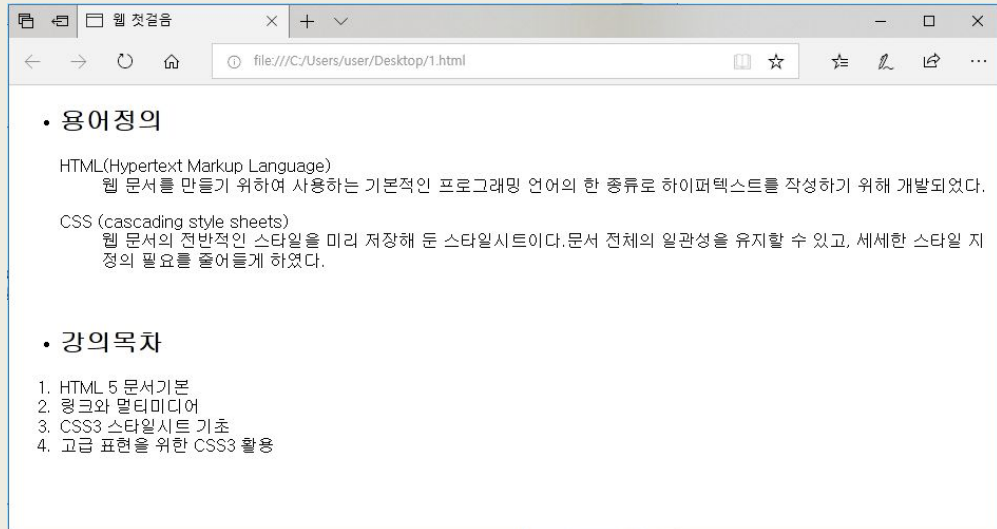 웹 첫걸음
file:///C:/Users/user/Desktop/1.html
• 용어정의
HTML(Hypertext Markup Language)
웹 문서를 만들기 위하여 사용하는 기본적인 프로그래밍 언어의 한 종류로 하이퍼텍스트를 작성하기 위해 개발되었다.
CSS (cascading style sheets)
웹 문서의 전반적인 스타일을 미리 저장해 둔 스타일시트이다.문서 전체의 일관성을 유지할 수 있고, 세세한 스타일 지
정의 필요를 줄어들게 하였다.
• 강의목차
1. HTML 5 문서기본
2. 링크와 멀티미디어
3. CSS3 스타일시트 기초
4. 고급 표현을 위한 CSS3 활용